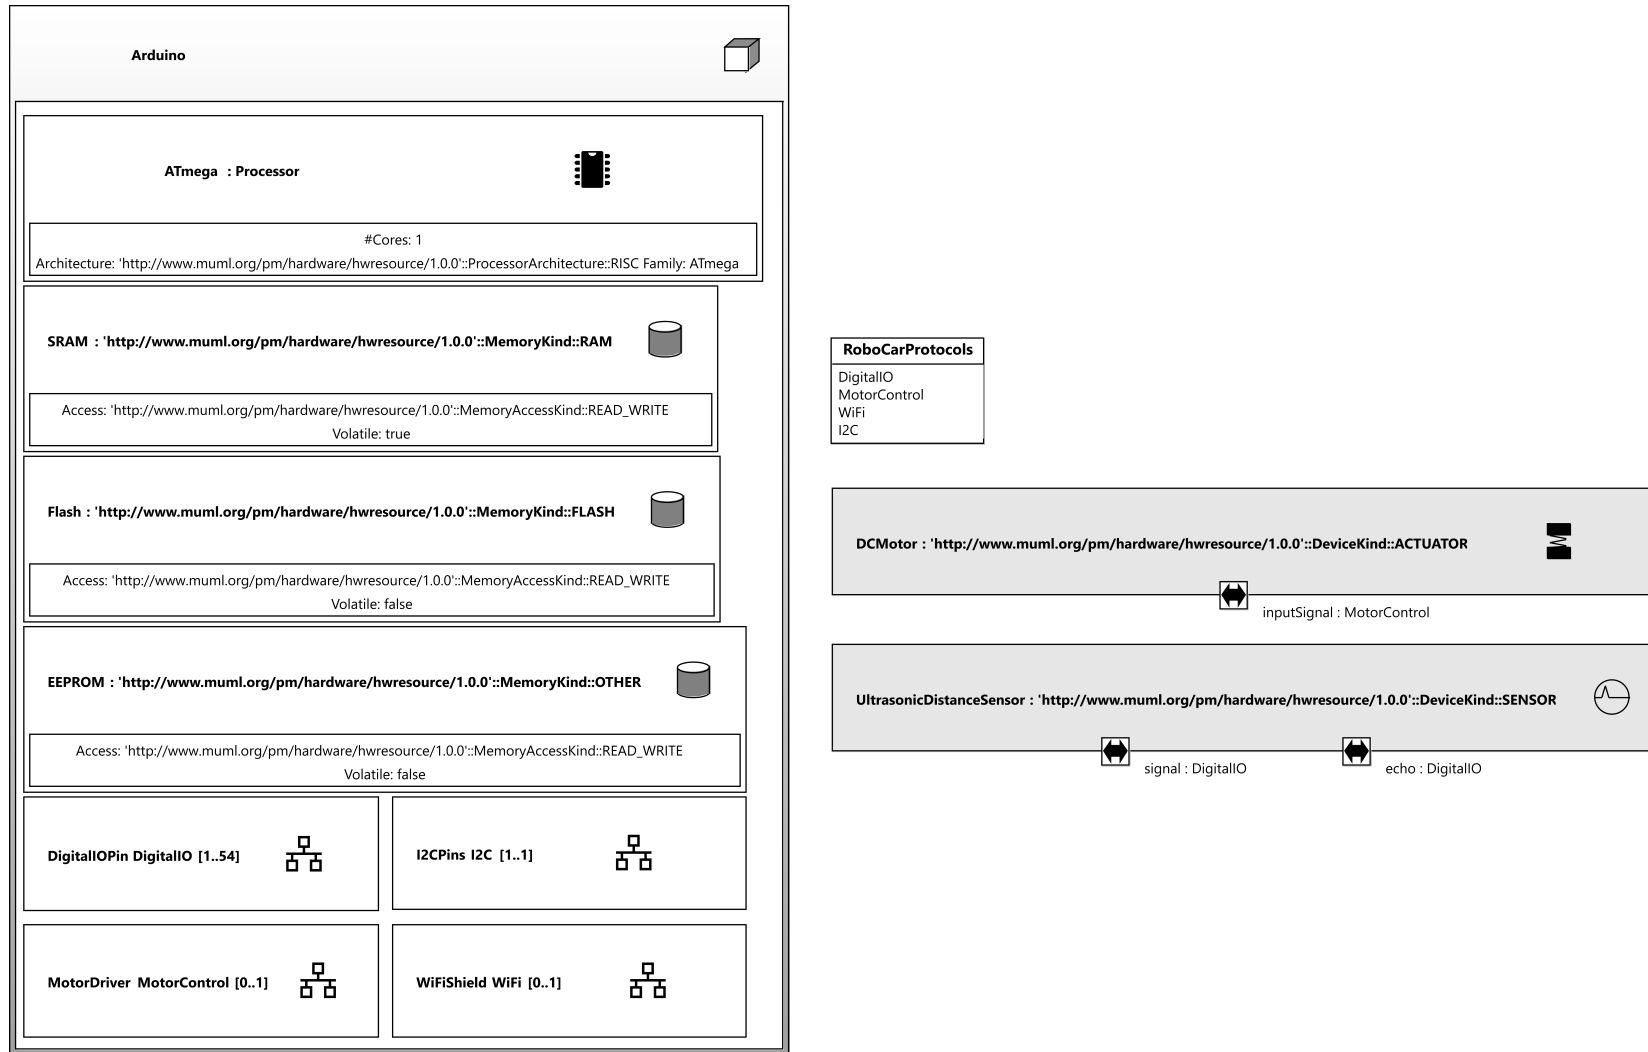 Arduino
ATmega : Processor
#Cores: 1
Architecture: 'http://www.muml.org/pm/hardware/hwresource/1.0.0'::ProcessorArchitecture::RISC Family: ATmega
SRAM : 'http://www.muml.org/pm/hardware/hwresource/1.0.0'::MemoryKind::RAM
Access: 'http://www.muml.org/pm/hardware/hwresource/1.0.0'::MemoryAccessKind::READ_WRITE
Volatile: true
Flash : 'http://www.muml.org/pm/hardware/hwresource/1.0.0'::MemoryKind::FLASH
Access: 'http://www.muml.org/pm/hardware/hwresource/1.0.0'::MemoryAccessKind::READ_WRITE
Volatile: false
EEPROM : 'http://www.muml.org/pm/hardware/hwresource/1.0.0'::MemoryKind::OTHER
Access: 'http://www.muml.org/pm/hardware/hwresource/1.0.0'::MemoryAccessKind::READ_WRITE
Volatile: false
DigitalIOPin DigitalIO [1..54]
I2CPins I2C [1..1]
MotorDriver MotorControl [0..1]
WiFiShield WiFi [0..1]
RoboCarProtocols
DigitalIO
MotorControl
WiFi
I2C
DCMotor : 'http://www.muml.org/pm/hardware/hwresource/1.0.0'::DeviceKind::ACTUATOR
inputSignal : MotorControl
UltrasonicDistanceSensor : 'http://www.muml.org/pm/hardware/hwresource/1.0.0'::DeviceKind::SENSOR
signal : DigitalIO
echo : DigitalIO